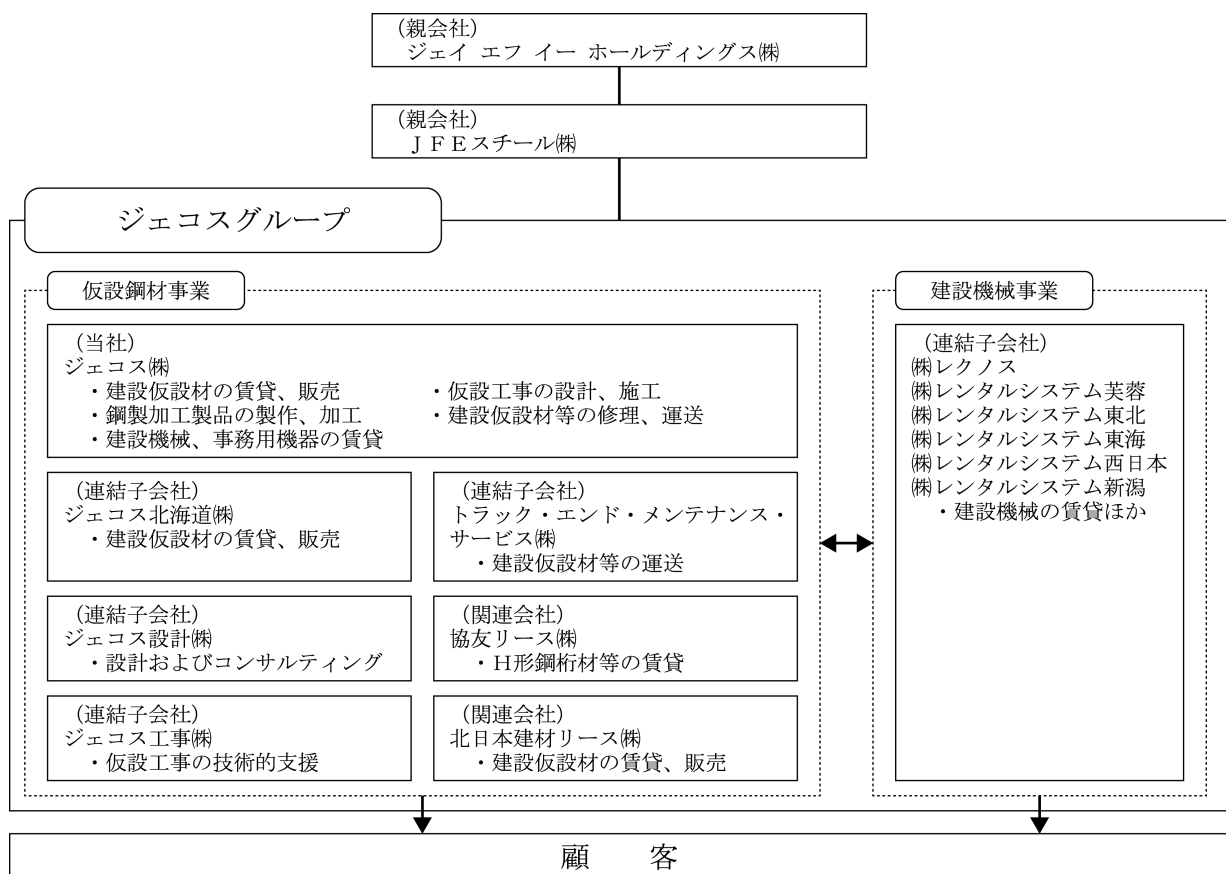 （親会社）
ジェイ エフ イー ホールディングス㈱
（親会社）
ＪＦＥスチール㈱
ジェコスグループ
仮設鋼材事業
（当社）
ジェコス㈱
・建設仮設材の賃貸、販売 ・仮設工事の設計、施工
・鋼製加工製品の製作、加工 ・建設仮設材等の修理、運送
・建設機械、事務用機器の賃貸
（連結子会社）
ジェコス北海道㈱
・建設仮設材の賃貸、販売
（連結子会社）
トラック・エンド・メンテナンス・
サービス㈱
・建設仮設材等の運送
（連結子会社）
ジェコス設計㈱
・設計およびコンサルティング
（関連会社）
協友リース㈱
・Ｈ形鋼桁材等の賃貸
（連結子会社）
ジェコス工事㈱
・仮設工事の技術的支援
（関連会社）
北日本建材リース㈱
・建設仮設材の賃貸、販売
建設機械事業
（連結子会社）
㈱レクノス
㈱レンタルシステム芙蓉
㈱レンタルシステム東北
㈱レンタルシステム東海
㈱レンタルシステム西日本
㈱レンタルシステム新潟
・建設機械の賃貸ほか
顧　客